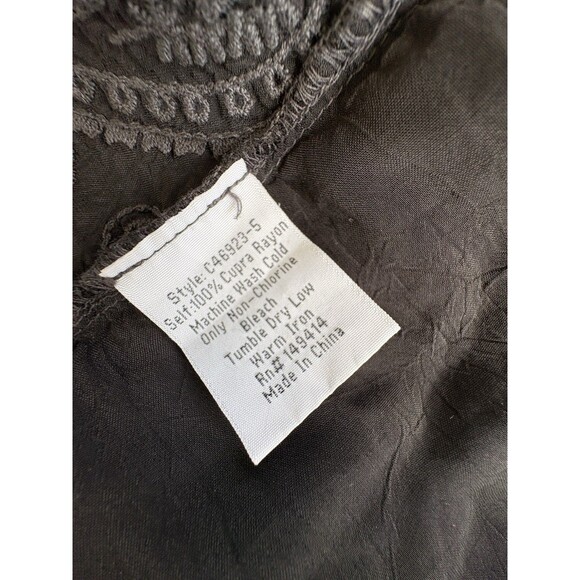 Style: C46923-5
Self:100% Cupra Rayon
Machine Wash Cold
Only Non-Chlorine
Bleach
Tumble Dry Low
Warm Iron
Rn# 149414
Made In China